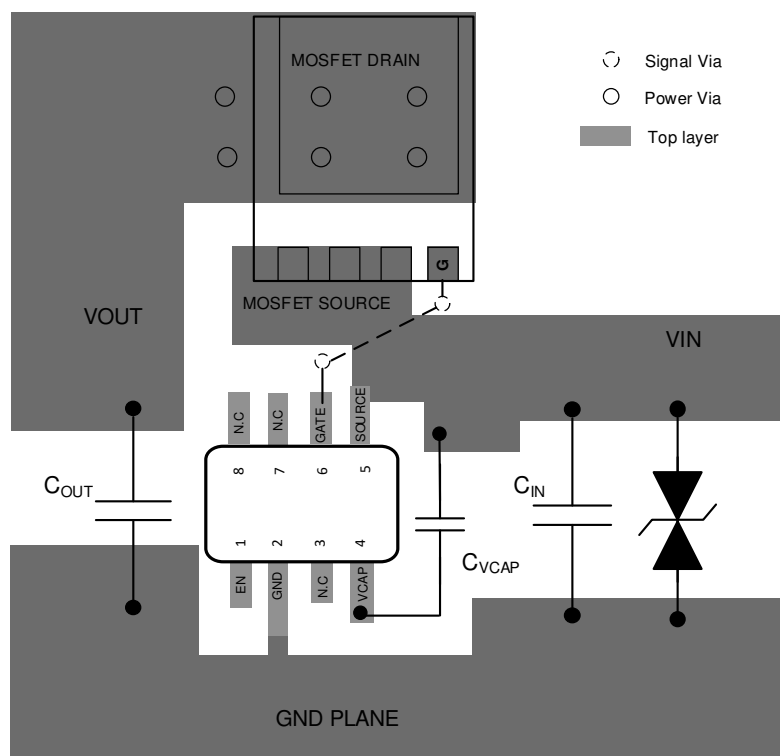 MOSFET DRAIN
Signal Via
Power Via
Top layer
G
MOSFET SOURCE
VOUT
VIN
N.C
N.C
GATE
SOURCE
8
7
6
5
COUT
CIN
1
2
3
4
CVCAP
EN
GND
N.C
VCAP
GND PLANE